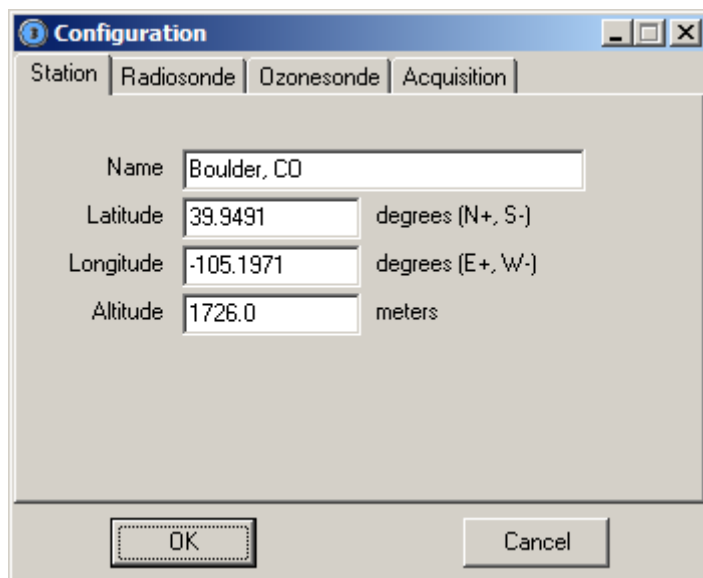 Configuration
Station Radiosonde Ozonesonde Acquisition
Name Boulder, CO
Latitude 39.9491 degrees (N+, S-)
Longitude -105.1971 degrees (E+, W-)
Altitude 1726.0 meters
OK Cancel